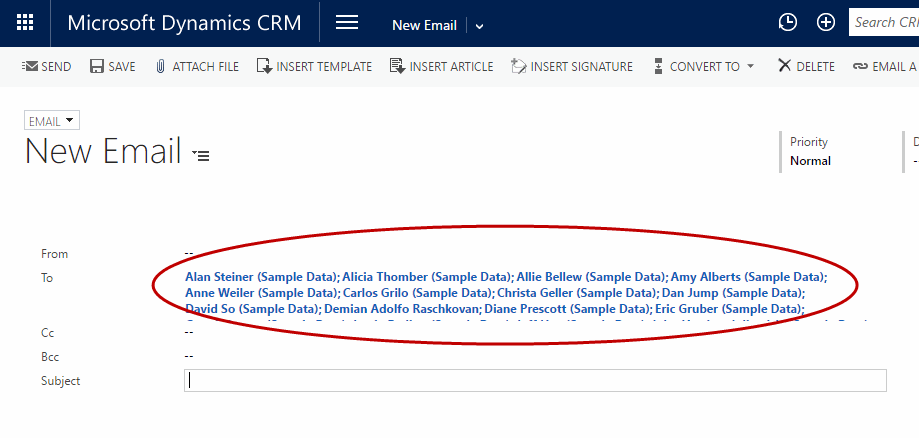 Microsoft Dynamics CRM New Email Search CRM
SEND SAVE ATTACH FILE INSERT TEMPLATE INSERT ARTICLE INSERT SIGNATURE CONVERT TO DELETE EMAIL A
EMAIL
New Email
Priority D
Normal --
From --
To Alan Steiner (Sample Data); Alicia Thomber (Sample Data); Allie Bellew (Sample Data); Amy Alberts (Sample Data);
Anne Weiler (Sample Data); Carlos Grilo (Sample Data); Christa Geller (Sample Data); Dan Jump (Sample Data);
David So (Sample Data); Demian Adolfo Raschkovan; Diane Prescott (Sample Data); Eric Gruber (Sample Data);
Cc --
Bcc --
Subject